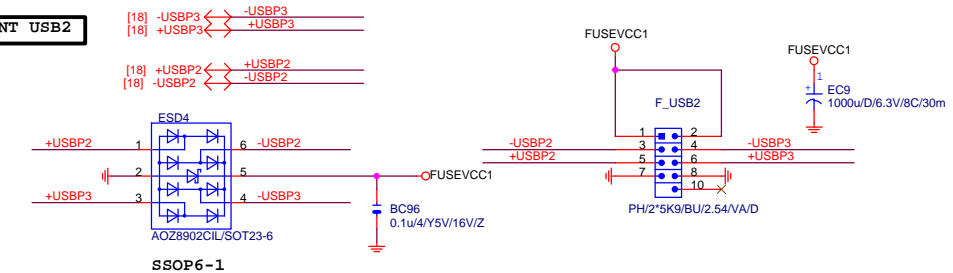 NT USB2
[18] -USBP3 -USBP3
[18] +USBP3 +USBP3
[18] +USBP2 +USBP2
[18] -USBP2 -USBP2
ESD4
+USBP2 1 6 -USBP2
2 5 FUSEVCC1
+USBP3 3 4 -USBP3
AOZ8902CIL/SOT23-6
SSOP6-1
BC96
0.1u/4/Y5V/16V/Z
FUSEVCC1
F_USB2
1 2
-USBP2 3 4 -USBP3
+USBP2 5 6 +USBP3
7 8
10
PH/2*5K9/BU/2.54/VA/D
FUSEVCC1
1
+ EC9
1000u/D/6.3V/8C/30m